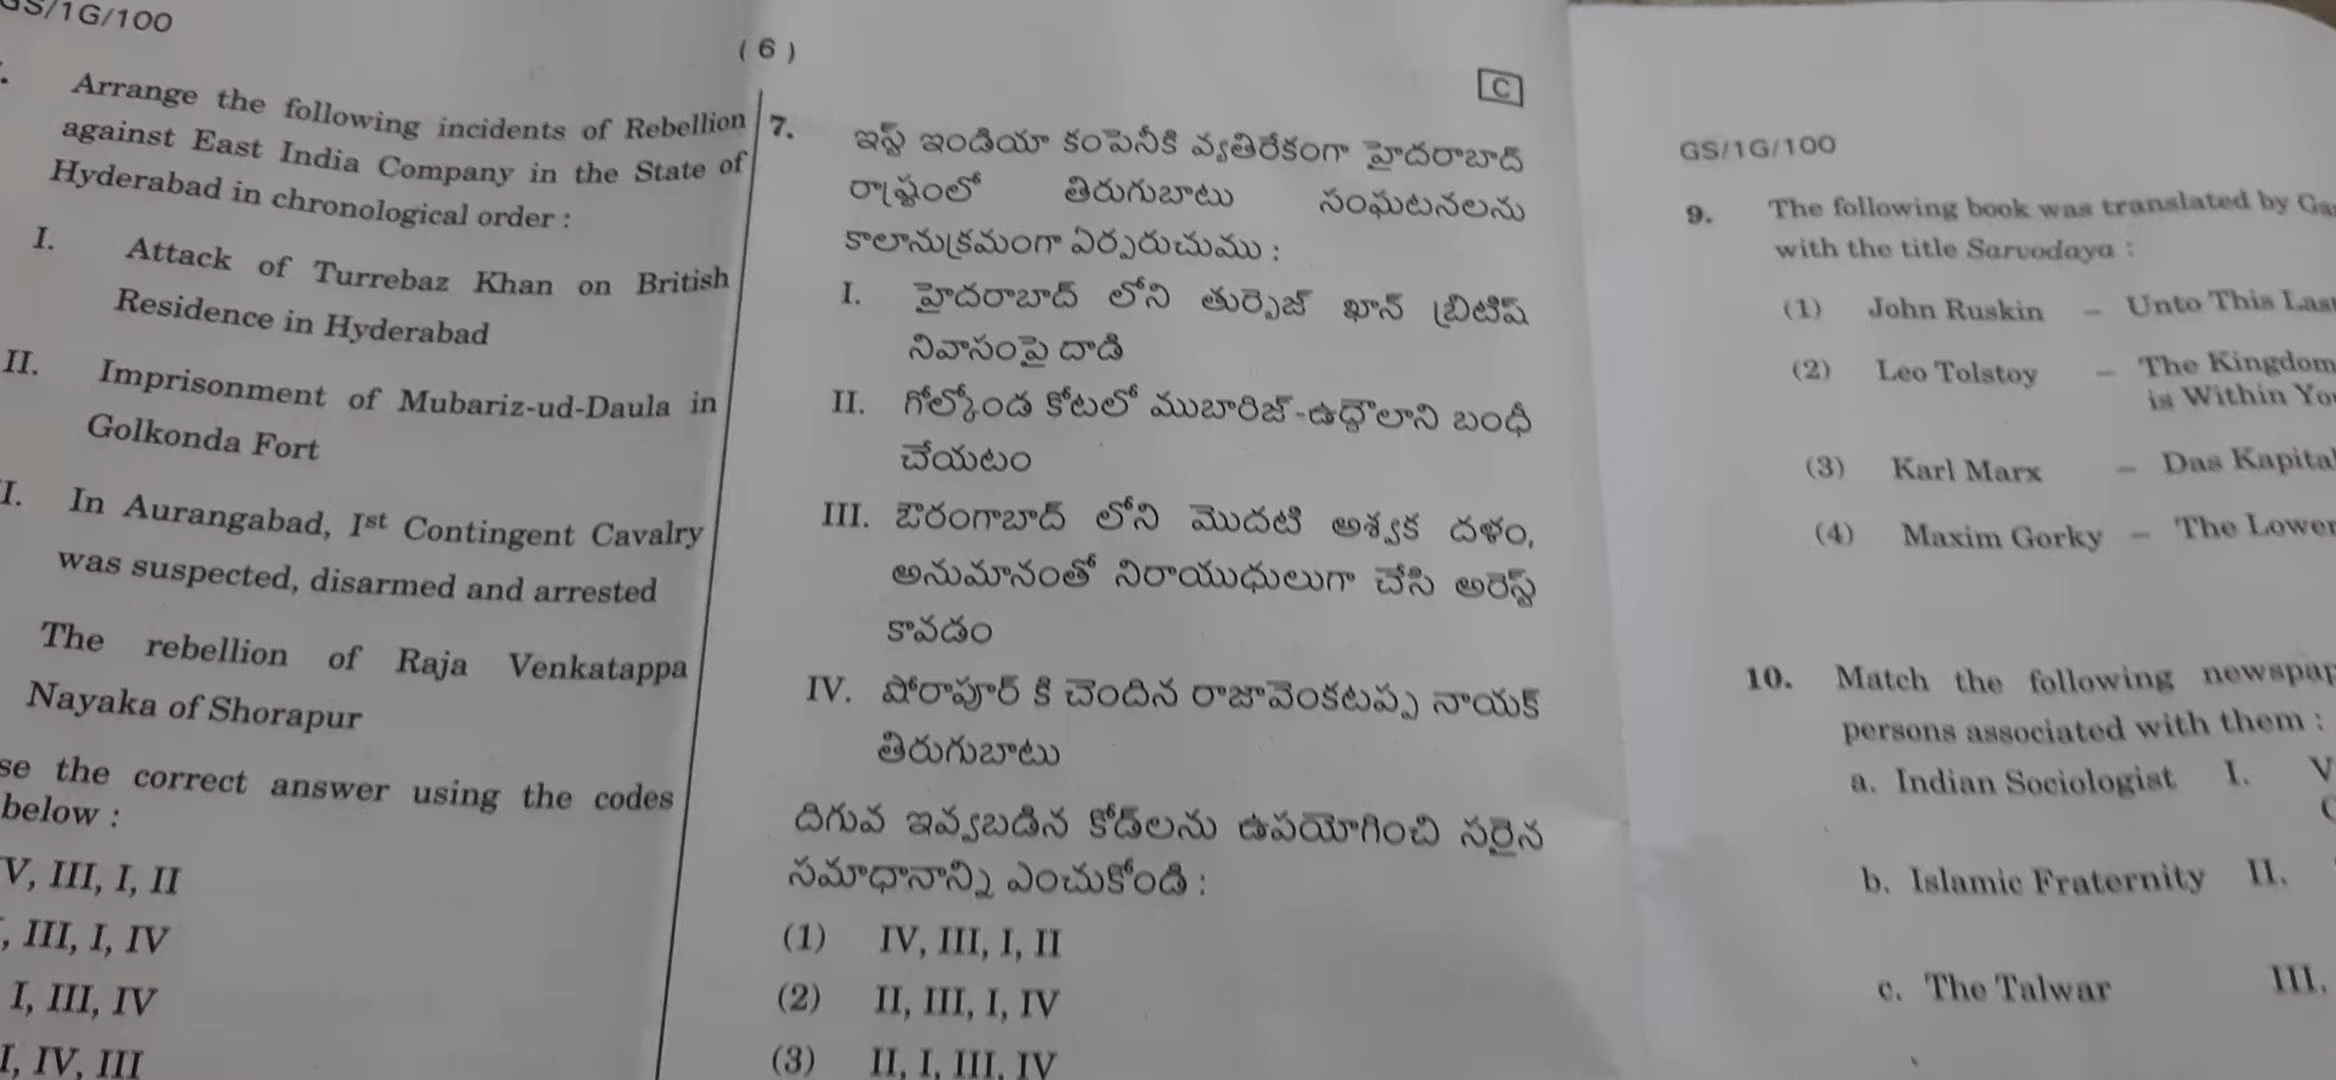 GS/1G/100
( 6 )
C
Arrange the following incidents of Rebellion
against East India Company in the State of
Hyderabad in chronological order :
I. Attack of Turrebaz Khan on British
Residence in Hyderabad
II. Imprisonment of Mubariz-ud-Daula in
Golkonda Fort
I. In Aurangabad, Ist Contingent Cavalry
was suspected, disarmed and arrested
The rebellion of Raja Venkatappa
Nayaka of Shorapur
se the correct answer using the codes
below :
V, III, I, II
, III, I, IV
I, III, IV
I, IV, III
7. ఇస్ట్ ఇండియా కంపెనీకి వ్యతిరేకంగా హైదరాబాద్
రాష్ట్రంలో తిరుగుబాటు సంఘటనలను
కాలానుక్రమంగా ఏర్పరుచుము :
I. హైదరాబాద్ లోని తుర్రెబజ్ ఖాన్ బ్రిటిష్
నివాసంపై దాడి
II. గోల్కోండ కోటలో ముబారిజ్-ఉద్దౌలాని బంధీ
చేయటం
III. ఔరంగాబాద్ లోని మొదటి అశ్వక దళం,
అనుమానంతో నిరాయుధులుగా చేసి అరెస్ట్
కావడం
IV. షోరాపూర్ కి చెందిన రాజావెంకటప్ప నాయక్
తిరుగుబాటు
దిగువ ఇవ్వబడిన కోడ్‌లను ఉపయోగించి సరైన
సమాధానాన్ని ఎంచుకోండి :
(1) IV, III, I, II
(2) II, III, I, IV
(3) II, I, III, IV
GS/1G/100
9. The following book was translated by Ga
with the title Sarvodaya :
(1) John Ruskin – Unto This Las
(2) Leo Tolstoy – The Kingdom
is Within Yo
(3) Karl Marx – Das Kapital
(4) Maxim Gorky – The Lower
10. Match the following newspap
persons associated with them :
a. Indian Sociologist I. V
b. Islamic Fraternity II.
c. The Talwar III.